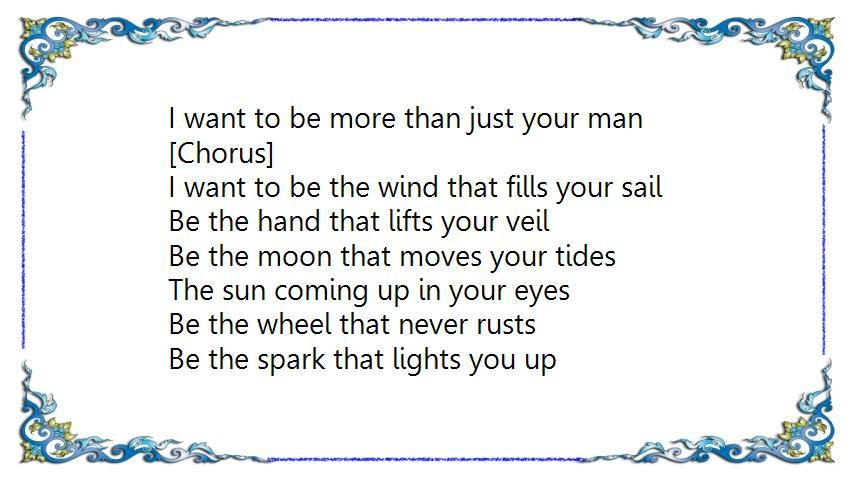 I want to be more than just your man
[Chorus]
I want to be the wind that fills your sail
Be the hand that lifts your veil
Be the moon that moves your tides
The sun coming up in your eyes
Be the wheel that never rusts
Be the spark that lights you up